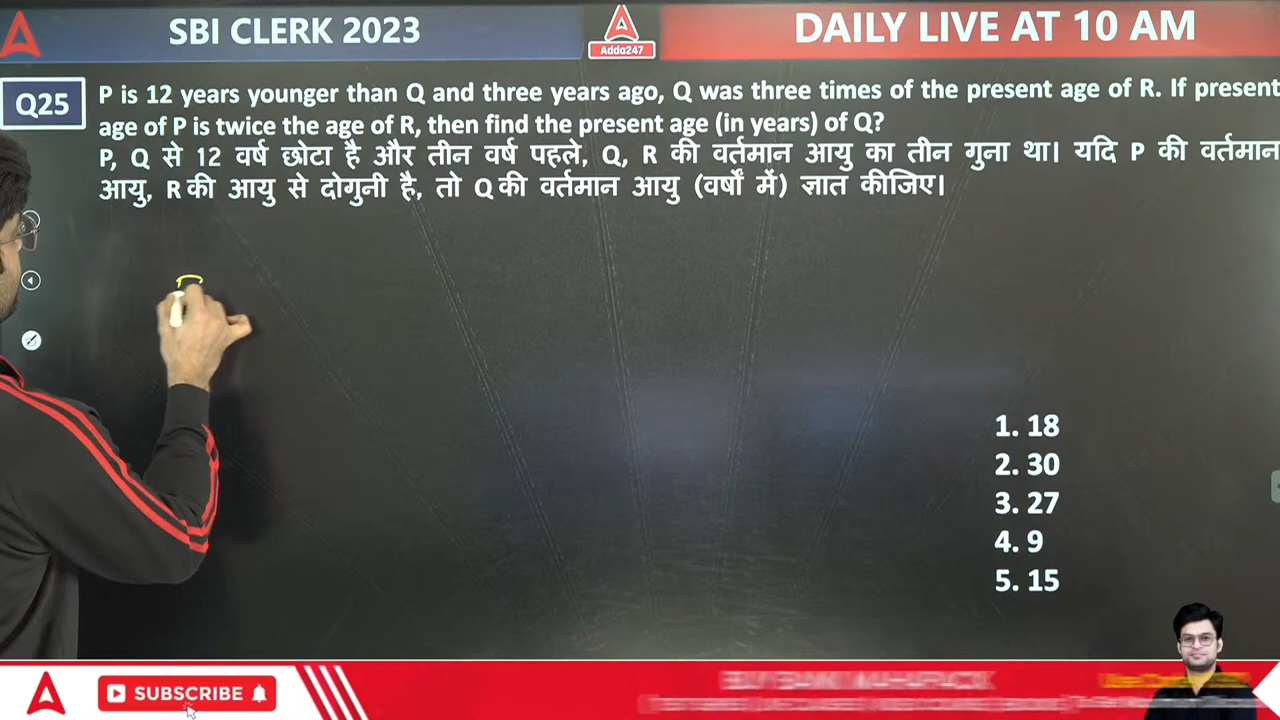 SBI CLERK 2023
Adda247
DAILY LIVE AT 10 AM
Q25
P is 12 years younger than Q and three years ago, Q was three times of the present age of R. If present
age of P is twice the age of R, then find the present age (in years) of Q?
P, Q से 12 वर्ष छोटा है और तीन वर्ष पहले, Q, R की वर्तमान आयु का तीन गुना था। यदि P की वर्तमान
आयु, R की आयु से दोगुनी है, तो Q की वर्तमान आयु (वर्षों में) ज्ञात कीजिए।
1. 18
2. 30
3. 27
4. 9
5. 15
SUBSCRIBE